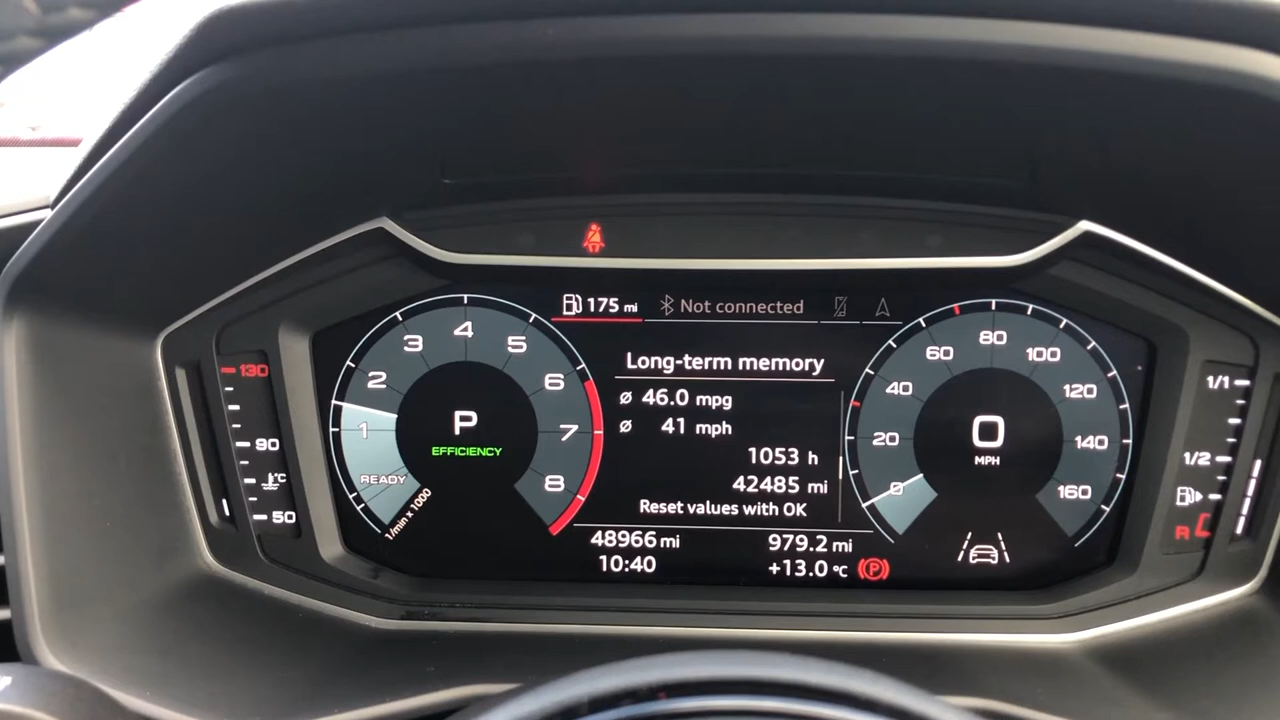 175 mi Not connected
130
90
°C
50
1
2
3
4
5
6
7
8
READY
1/min x 1000
P
EFFICIENCY
Long-term memory
ø 46.0 mpg
ø 41 mph
1053 h
42485 mi
Reset values with OK
48966 mi 979.2 mi
10:40 +13.0 °C
(P)
0
20
40
60
80
100
120
140
160
0
MPH
1/1
1/2
R